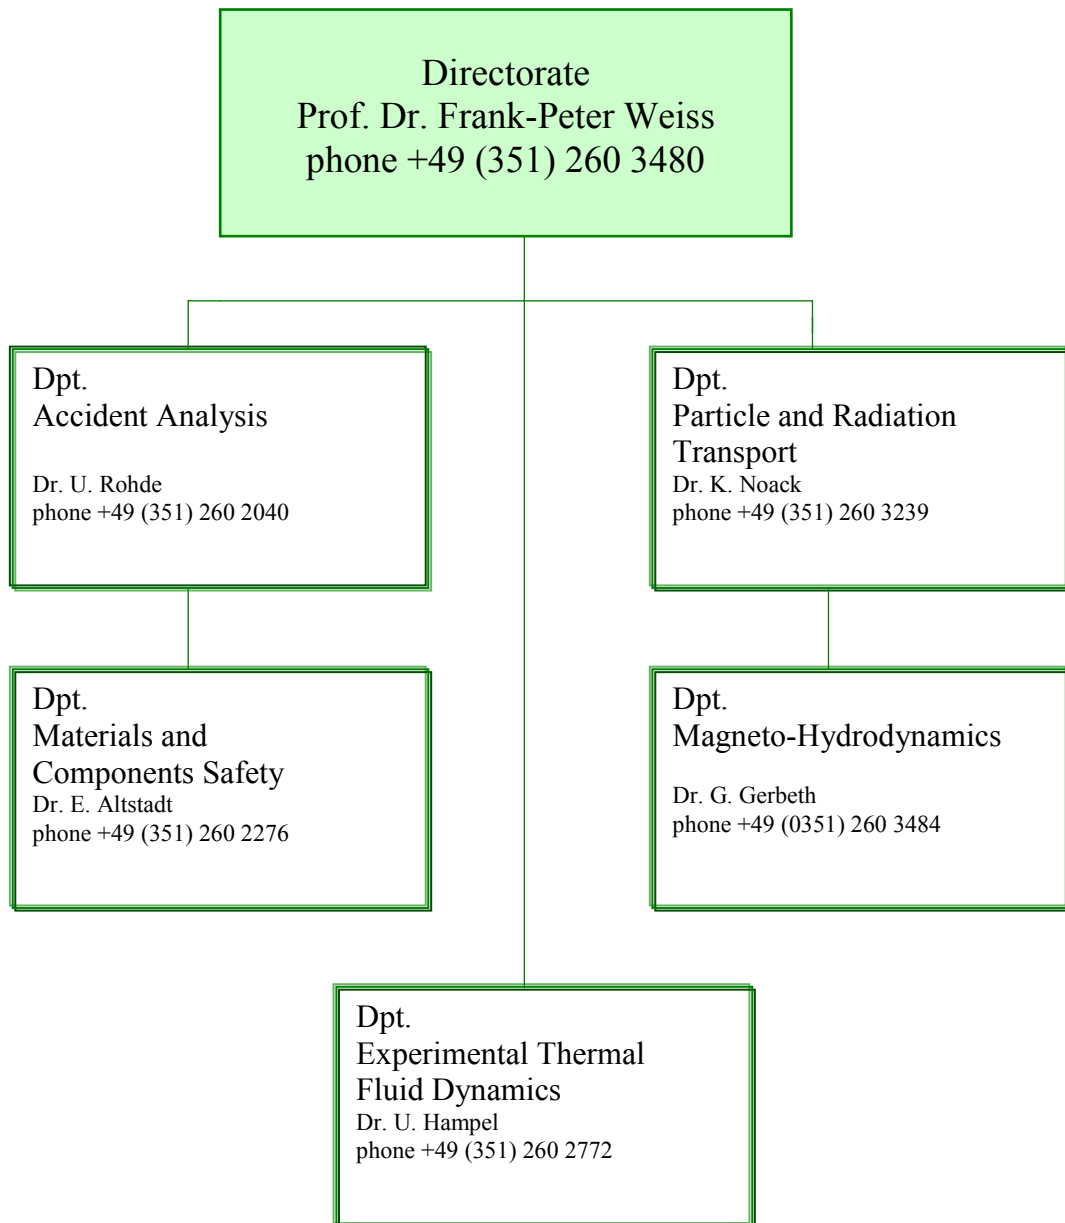 Directorate
Prof. Dr. Frank-Peter Weiss
phone +49 (351) 260 3480
Dpt.
Accident Analysis
Dr. U. Rohde
phone +49 (351) 260 2040
Dpt.
Particle and Radiation
Transport
Dr. K. Noack
phone +49 (351) 260 3239
Dpt.
Materials and
Components Safety
Dr. E. Altstadt
phone +49 (351) 260 2276
Dpt.
Magneto-Hydrodynamics
Dr. G. Gerbeth
phone +49 (0351) 260 3484
Dpt.
Experimental Thermal
Fluid Dynamics
Dr. U. Hampel
phone +49 (351) 260 2772